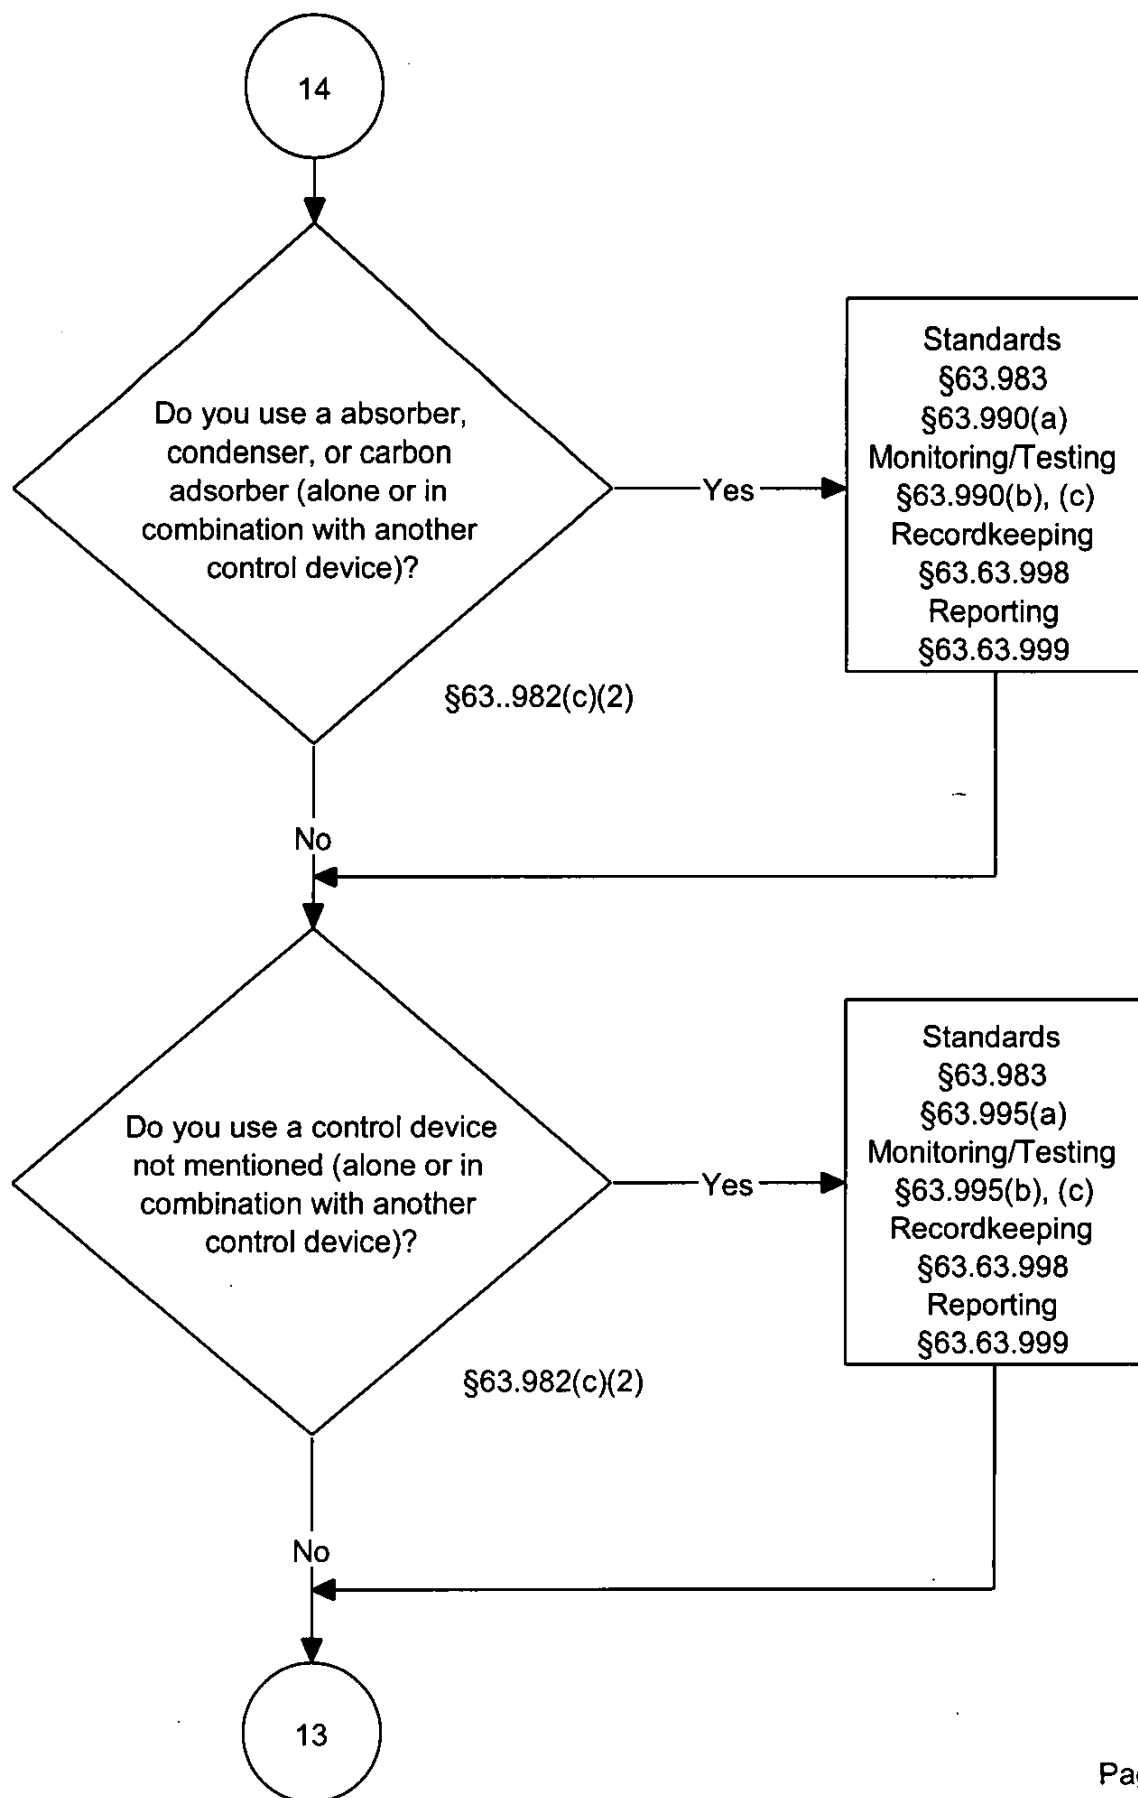 14
Do you use a absorber,
condenser, or carbon
adsorber (alone or in
combination with another
control device)?
Yes
Standards
§63.983
§63.990(a)
Monitoring/Testing
§63.990(b), (c)
Recordkeeping
§63.63.998
Reporting
§63.63.999
§63..982(c)(2)
No
Do you use a control device
not mentioned (alone or in
combination with another
control device)?
Yes
Standards
§63.983
§63.995(a)
Monitoring/Testing
§63.995(b), (c)
Recordkeeping
§63.63.998
Reporting
§63.63.999
§63.982(c)(2)
No
13